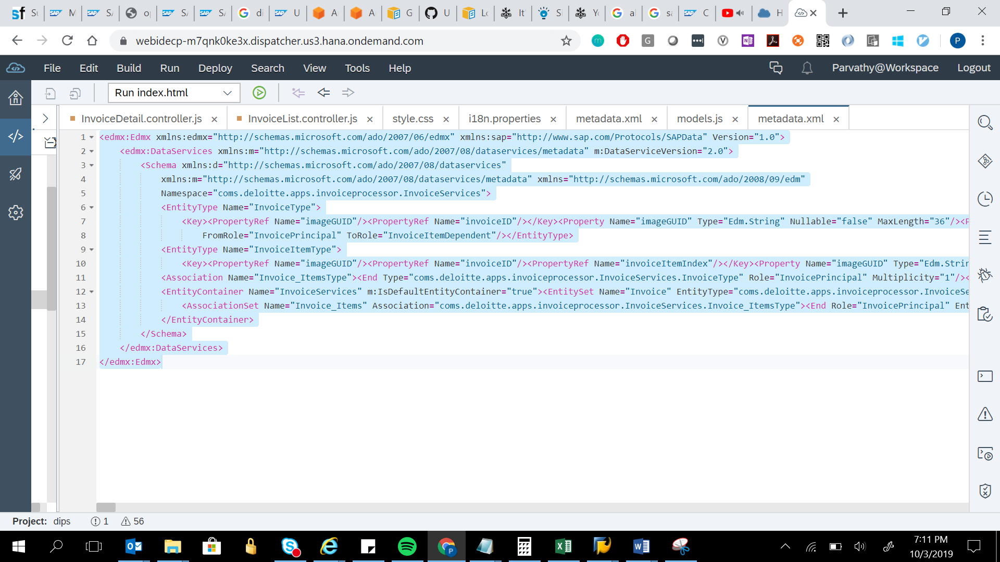 webidecp-m7qnk0ke3x.dispatcher.us3.hana.ondemand.com
P
File Edit Build Run Deploy Search View Tools Help Parvathy@Workspace Logout
Run index.html
InvoiceDetail.controller.js InvoiceList.controller.js style.css i18n.properties metadata.xml models.js metadata.xml
1 <edmx:Edmx xmlns:edmx="http://schemas.microsoft.com/ado/2007/06/edmx" xmlns:sap="http://www.sap.com/Protocols/SAPData" Version="1.0">
2 <edmx:DataServices xmlns:m="http://schemas.microsoft.com/ado/2007/08/dataservices/metadata" m:DataServiceVersion="2.0">
3 <Schema xmlns:d="http://schemas.microsoft.com/ado/2007/08/dataservices"
4 xmlns:m="http://schemas.microsoft.com/ado/2007/08/dataservices/metadata" xmlns="http://schemas.microsoft.com/ado/2008/09/edm"
5 Namespace="coms.deloitte.apps.invoiceprocessor.InvoiceServices">
6 <EntityType Name="InvoiceType">
7 <Key><PropertyRef Name="imageGUID"/><PropertyRef Name="invoiceID"/></Key><Property Name="imageGUID" Type="Edm.String" Nullable="false" MaxLength="36"/><P
8 FromRole="InvoicePrincipal" ToRole="InvoiceItemDependent"/></EntityType>
9 <EntityType Name="InvoiceItemType">
10 <Key><PropertyRef Name="imageGUID"/><PropertyRef Name="invoiceID"/><PropertyRef Name="invoiceItemIndex"/></Key><Property Name="imageGUID" Type="Edm.Strin
11 <Association Name="Invoice_ItemsType"><End Type="coms.deloitte.apps.invoiceprocessor.InvoiceServices.InvoiceType" Role="InvoicePrincipal" Multiplicity="1"/><
12 <EntityContainer Name="InvoiceServices" m:IsDefaultEntityContainer="true"><EntitySet Name="Invoice" EntityType="coms.deloitte.apps.invoiceprocessor.InvoiceSe
13 <AssociationSet Name="Invoice_Items" Association="coms.deloitte.apps.invoiceprocessor.InvoiceServices.Invoice_ItemsType"><End Role="InvoicePrincipal" Ent
14 </EntityContainer>
15 </Schema>
16 </edmx:DataServices>
17 </edmx:Edmx>
Project: dips 1 56
7:11 PM
10/3/2019